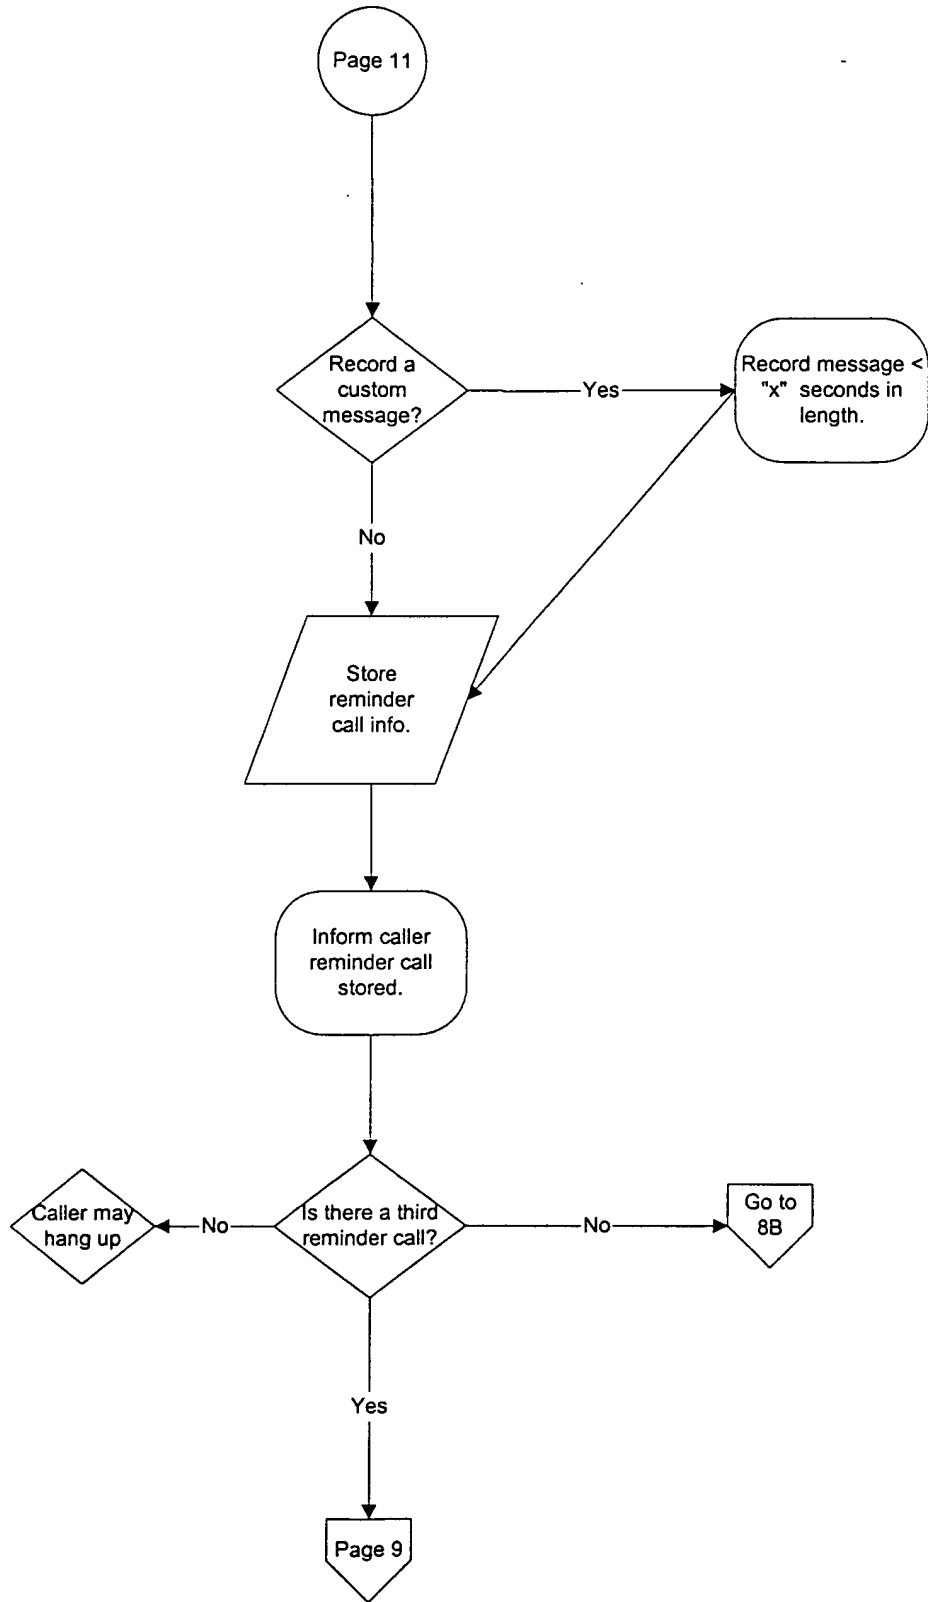 Page 11
Record a
custom
message?
Yes
Record message <
"x" seconds in
length.
No
Store
reminder
call info.
Inform caller
reminder call
stored.
Caller may
hang up
No
Is there a third
reminder call?
No
Go to
8B
Yes
Page 9